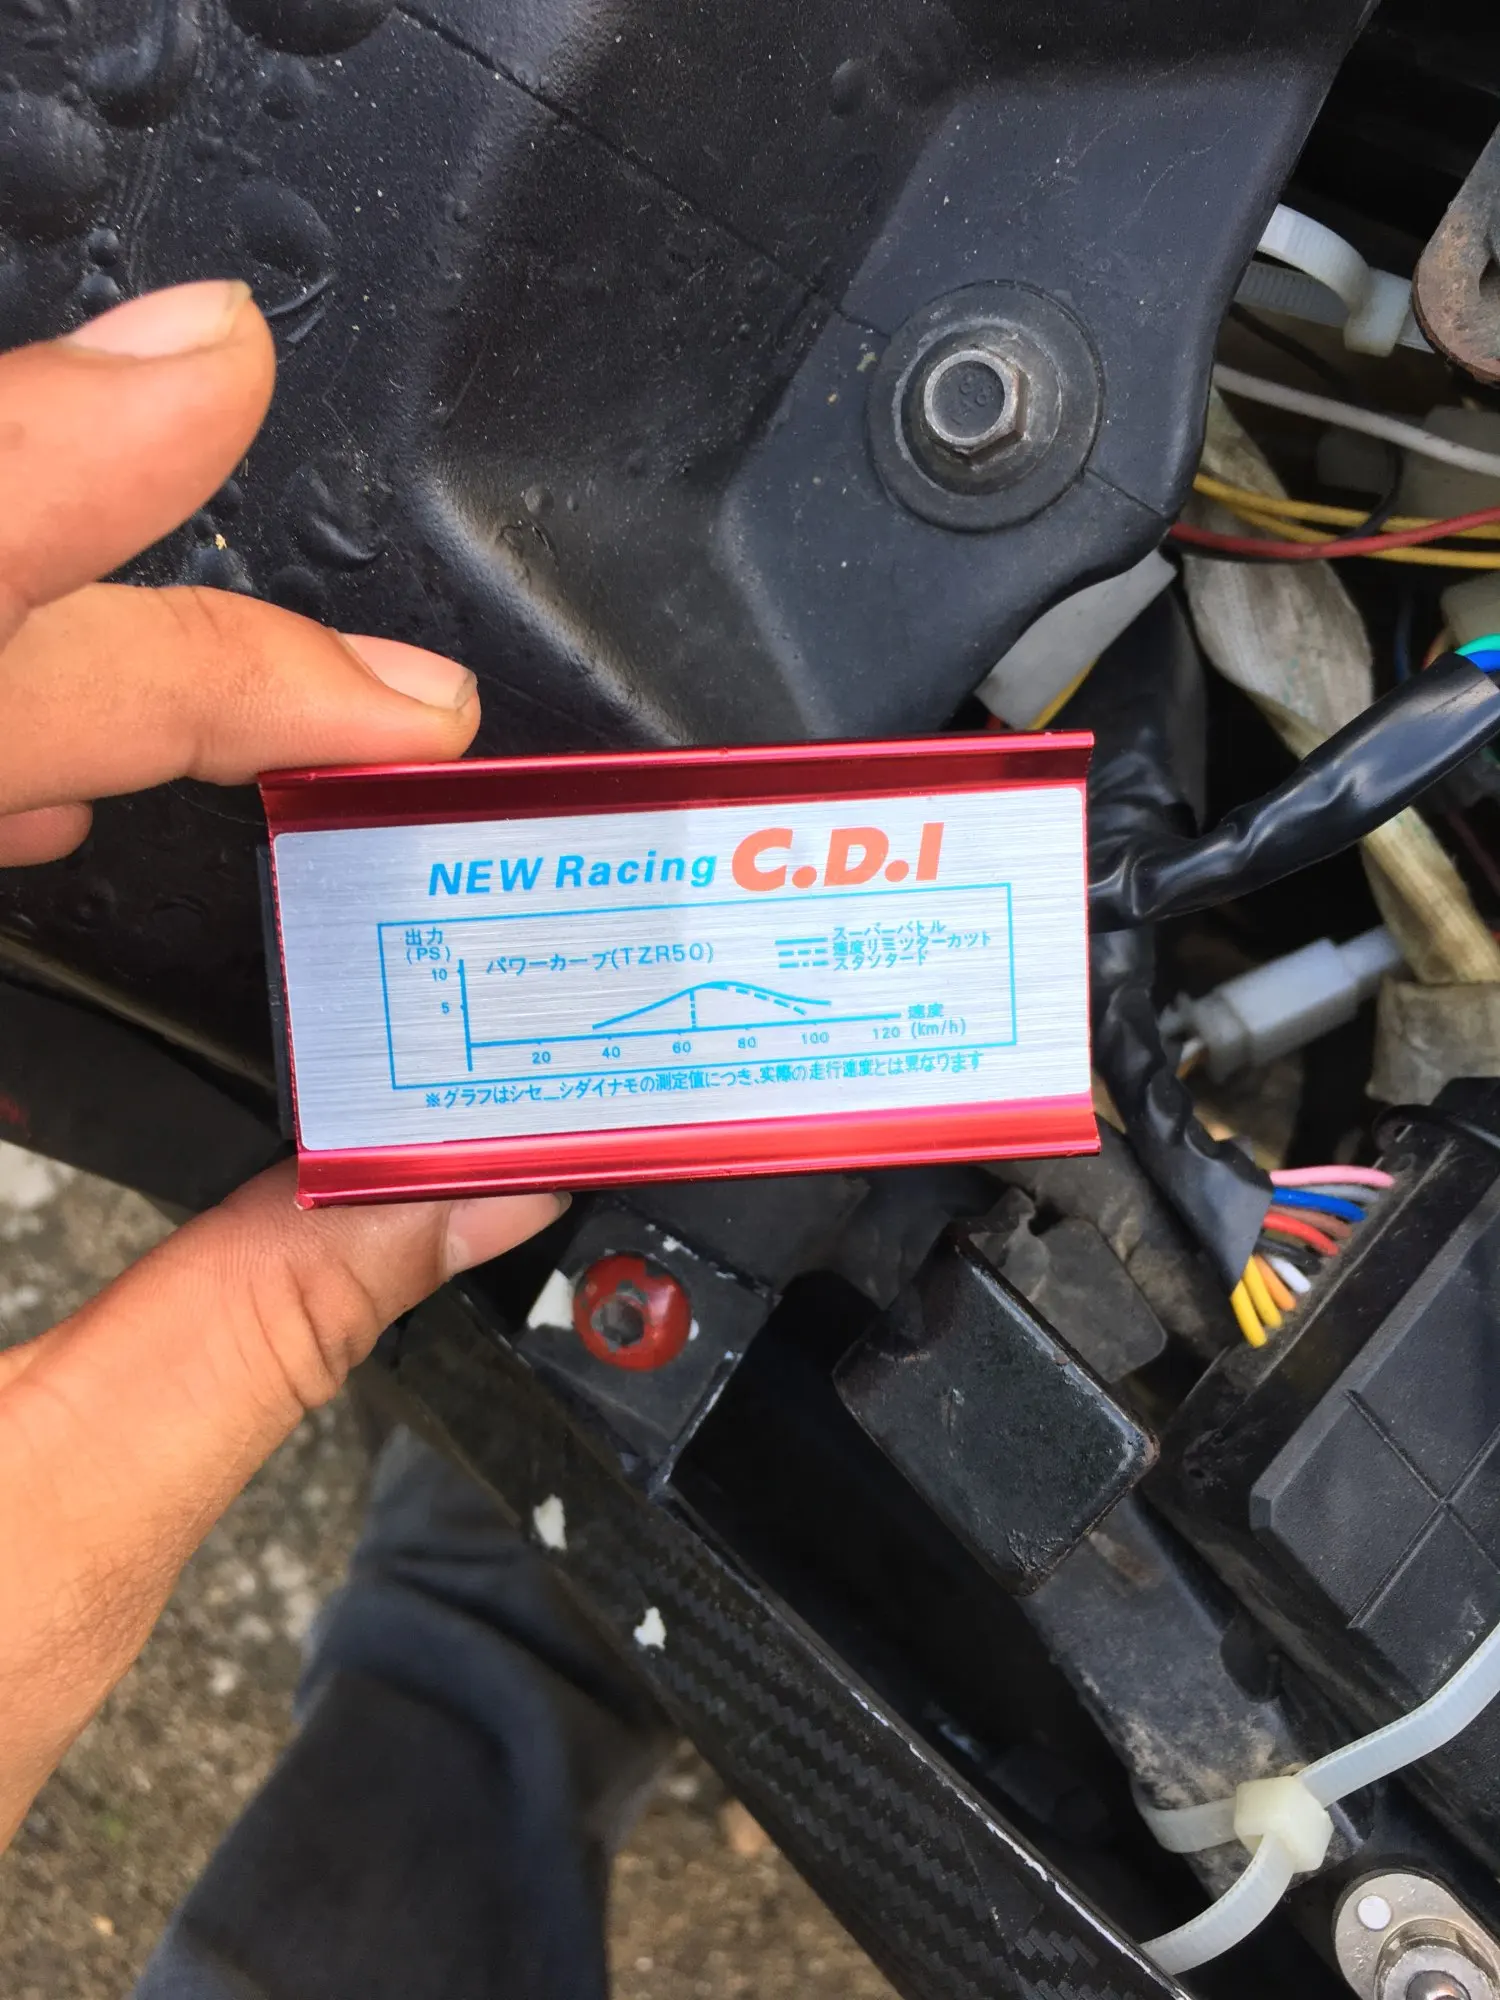 NEW Racing C.D.I
出力
(PS)
パワーカーブ(TZR50)
スーパーバトル
速度リミッターカット
スタンダード
10
5
20
40
60
80
100
120
速度
(km/h)
※グラフはシセ_シダイナモの測定値につき、実際の走行速度とは異なります